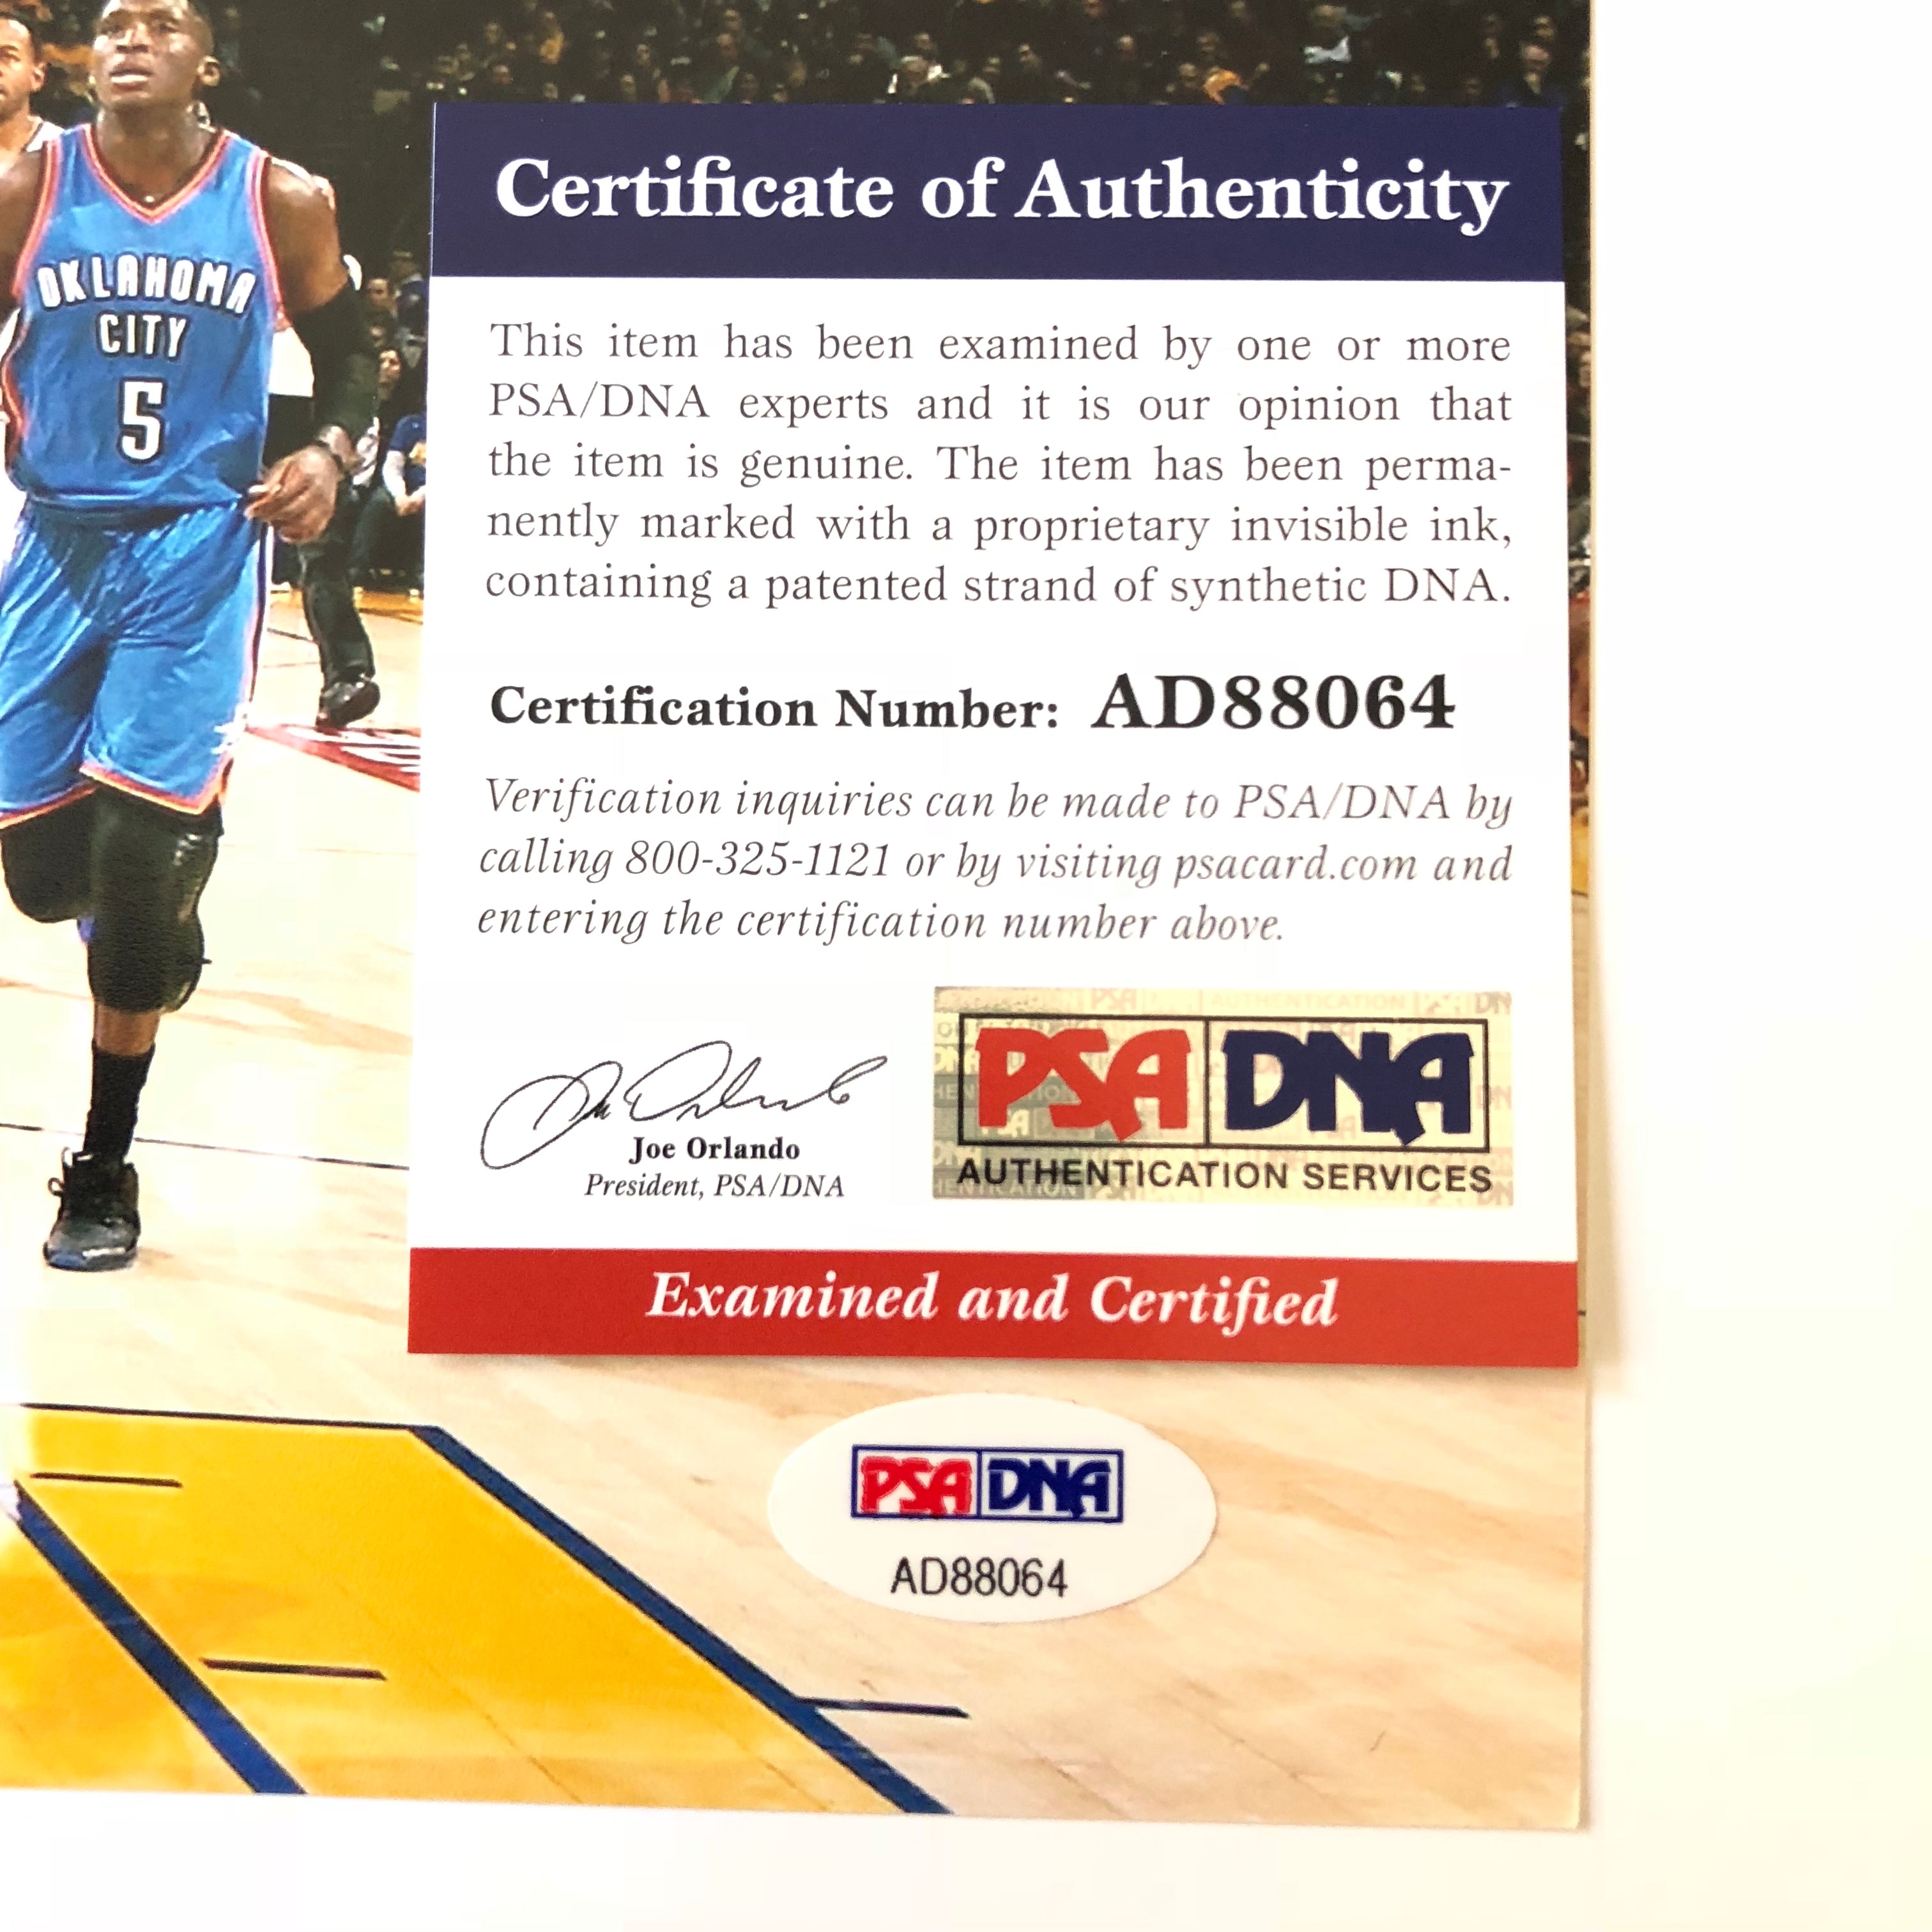 OKLAHOMA
CITY
5
Certificate of Authenticity
This item has been examined by one or more
PSA/DNA experts and it is our opinion that
the item is genuine. The item has been perma-
nently marked with a proprietary invisible ink,
containing a patented strand of synthetic DNA.
Certification Number: AD88064
Verification inquiries can be made to PSA/DNA by
calling 800-325-1121 or by visiting psacard.com and
entering the certification number above.
Joe Orlando
President, PSA/DNA
PSA DNA
AUTHENTICATION SERVICES
Examined and Certified
PSA DNA
AD88064